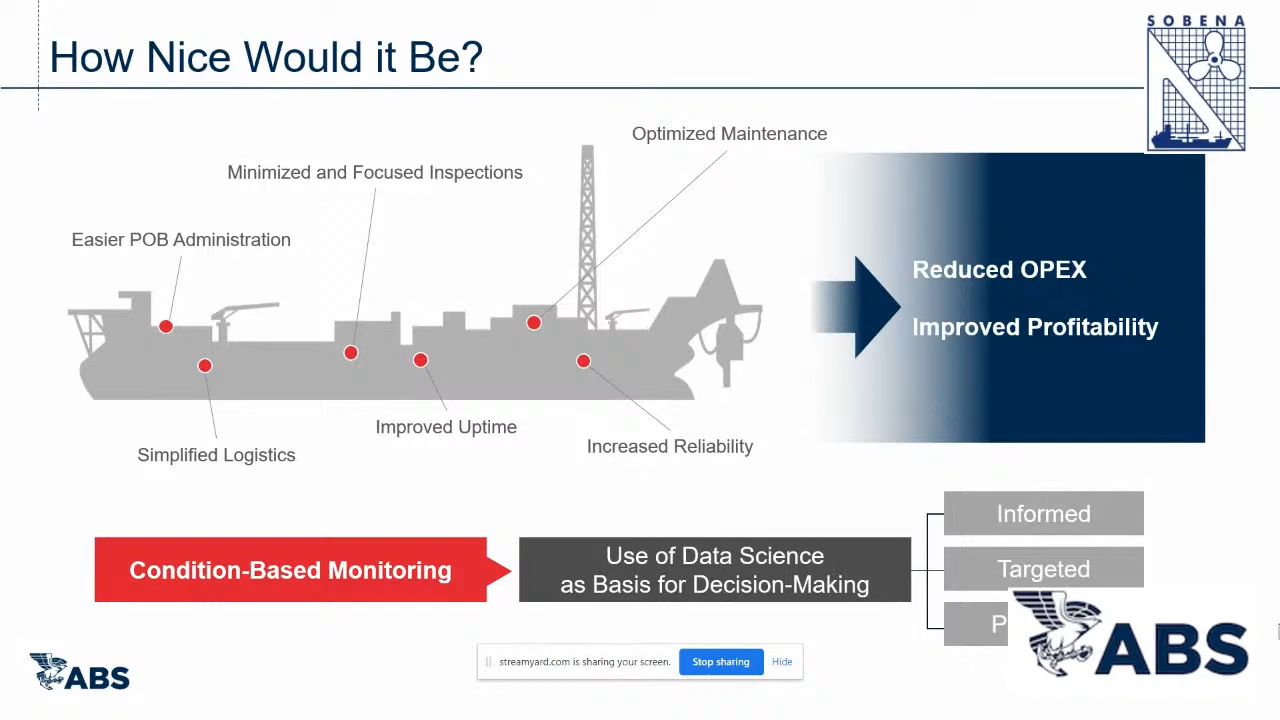 How Nice Would it Be?
SOBENA
Optimized Maintenance
Minimized and Focused Inspections
Easier POB Administration
Reduced OPEX
Improved Profitability
Improved Uptime
Increased Reliability
Simplified Logistics
Condition-Based Monitoring
Use of Data Science
as Basis for Decision-Making
Informed
Targeted
P
ABS
streamyard.com is sharing your screen.
Stop sharing
Hide
ABS